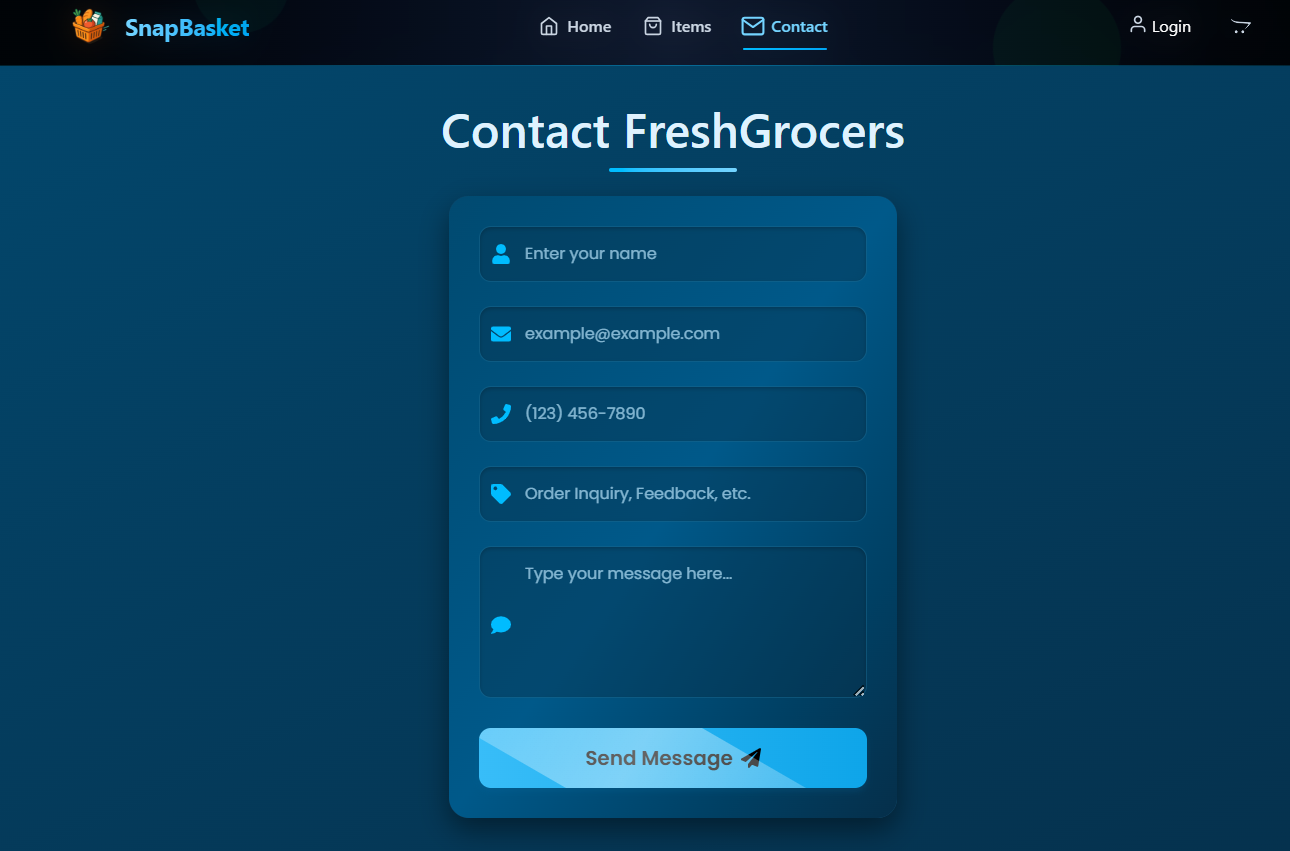 SnapBasket
Home
Items
Contact
Login
Contact FreshGrocers
Enter your name
example@example.com
(123) 456-7890
Order Inquiry, Feedback, etc.
Type your message here...
Send Message